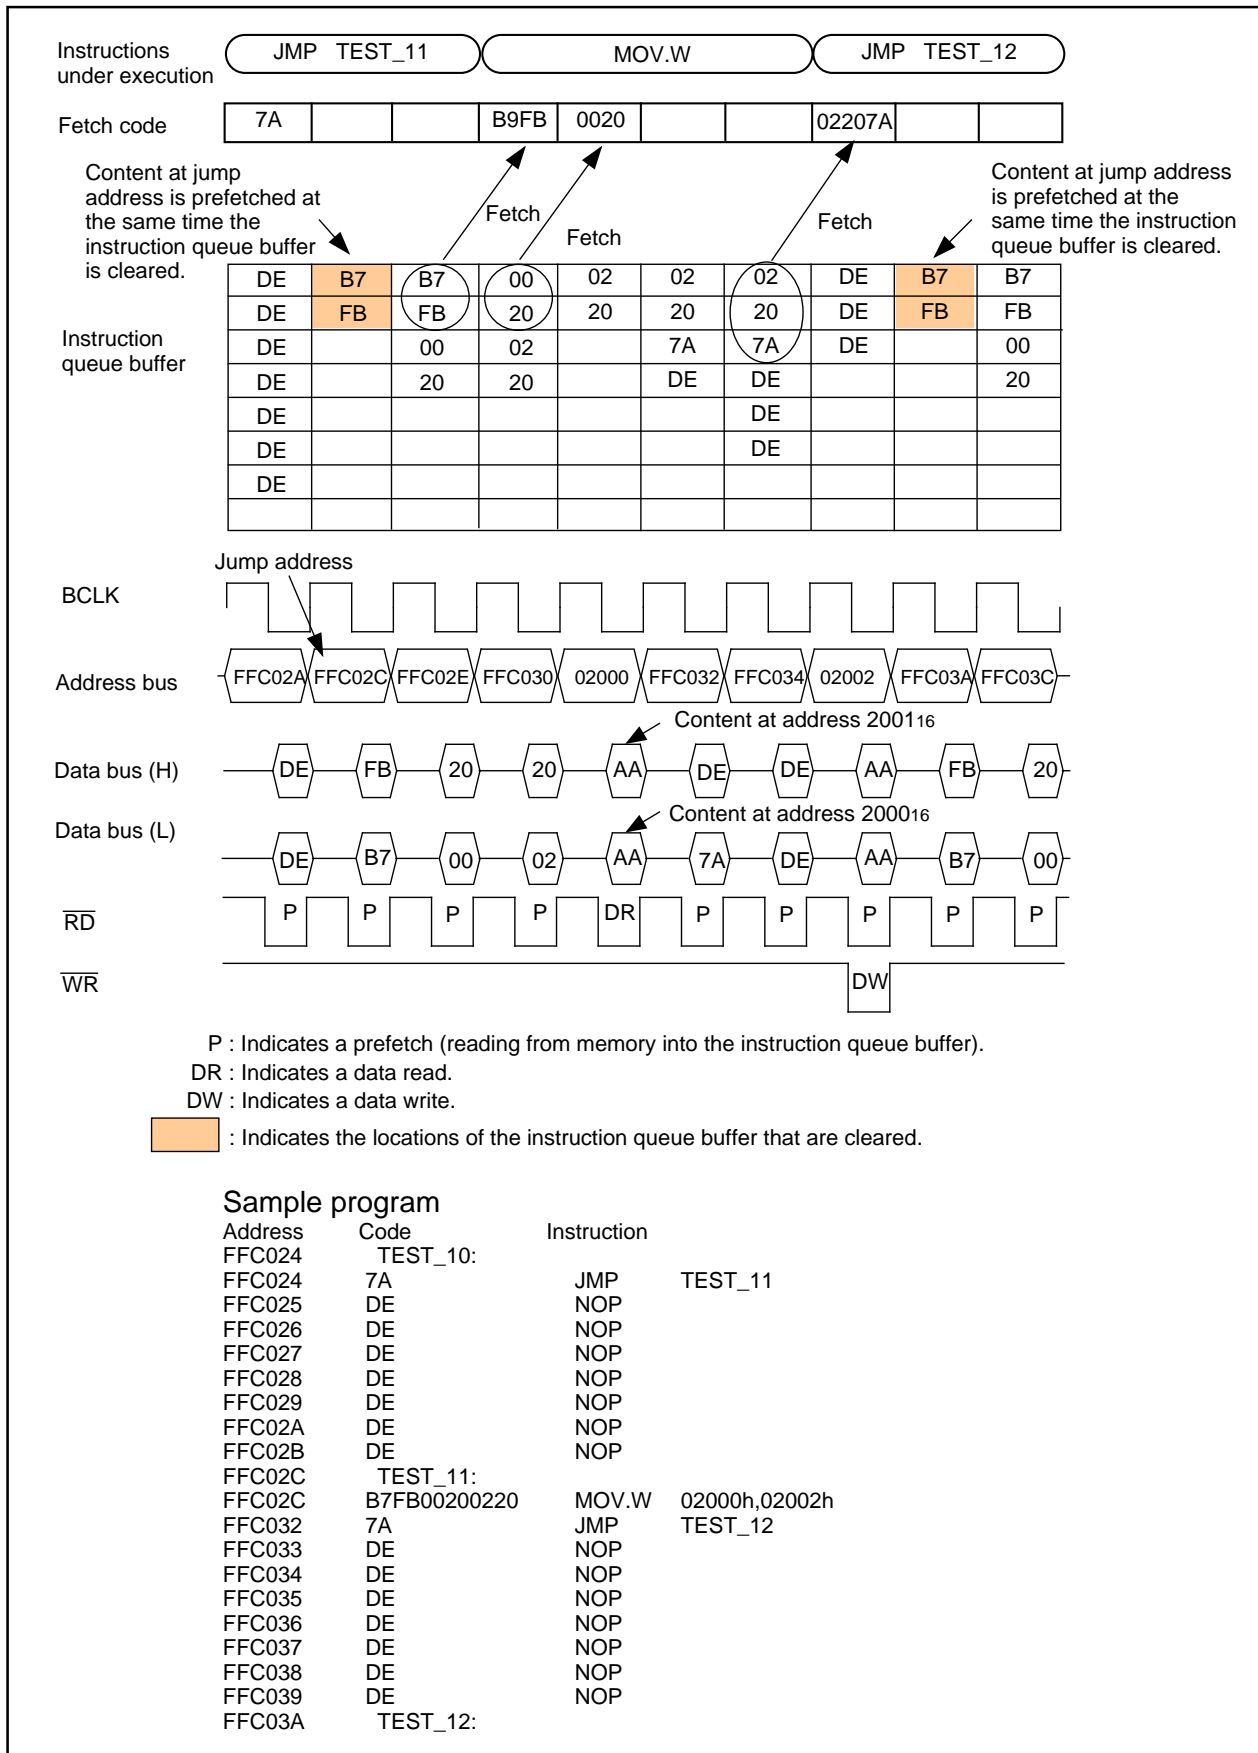 Instructions
under execution
JMP TEST_11
MOV.W
JMP TEST_12
Fetch code
7A
B9FB
0020
02207A
Content at jump
address is prefetched at
the same time the
instruction queue buffer
is cleared.
Fetch
Fetch
Fetch
Content at jump address
is prefetched at the
same time the instruction
queue buffer is cleared.
Instruction
queue buffer
DE B7 B7 00 02 02 02 DE B7 B7
DE FB FB 20 20 20 20 DE FB FB
DE 00 02 7A 7A DE 00
DE 20 20 DE DE 20
DE DE
DE DE
DE
Jump address
BCLK
Address bus
FFC02A FFC02C FFC02E FFC030 02000 FFC032 FFC034 02002 FFC03A FFC03C
Content at address 200116
Data bus (H)
DE FB 20 20 AA DE DE AA FB 20
Content at address 200016
Data bus (L)
DE B7 00 02 AA 7A DE AA B7 00
RD
P P P P DR P P P P P
WR
DW
P : Indicates a prefetch (reading from memory into the instruction queue buffer).
DR : Indicates a data read.
DW : Indicates a data write.
: Indicates the locations of the instruction queue buffer that are cleared.
Sample program
Address Code Instruction
FFC024 TEST_10:
FFC024 7A JMP TEST_11
FFC025 DE NOP
FFC026 DE NOP
FFC027 DE NOP
FFC028 DE NOP
FFC029 DE NOP
FFC02A DE NOP
FFC02B DE NOP
FFC02C TEST_11:
FFC02C B7FB00200220 MOV.W 02000h,02002h
FFC032 7A JMP TEST_12
FFC033 DE NOP
FFC034 DE NOP
FFC035 DE NOP
FFC036 DE NOP
FFC037 DE NOP
FFC038 DE NOP
FFC039 DE NOP
FFC03A TEST_12: